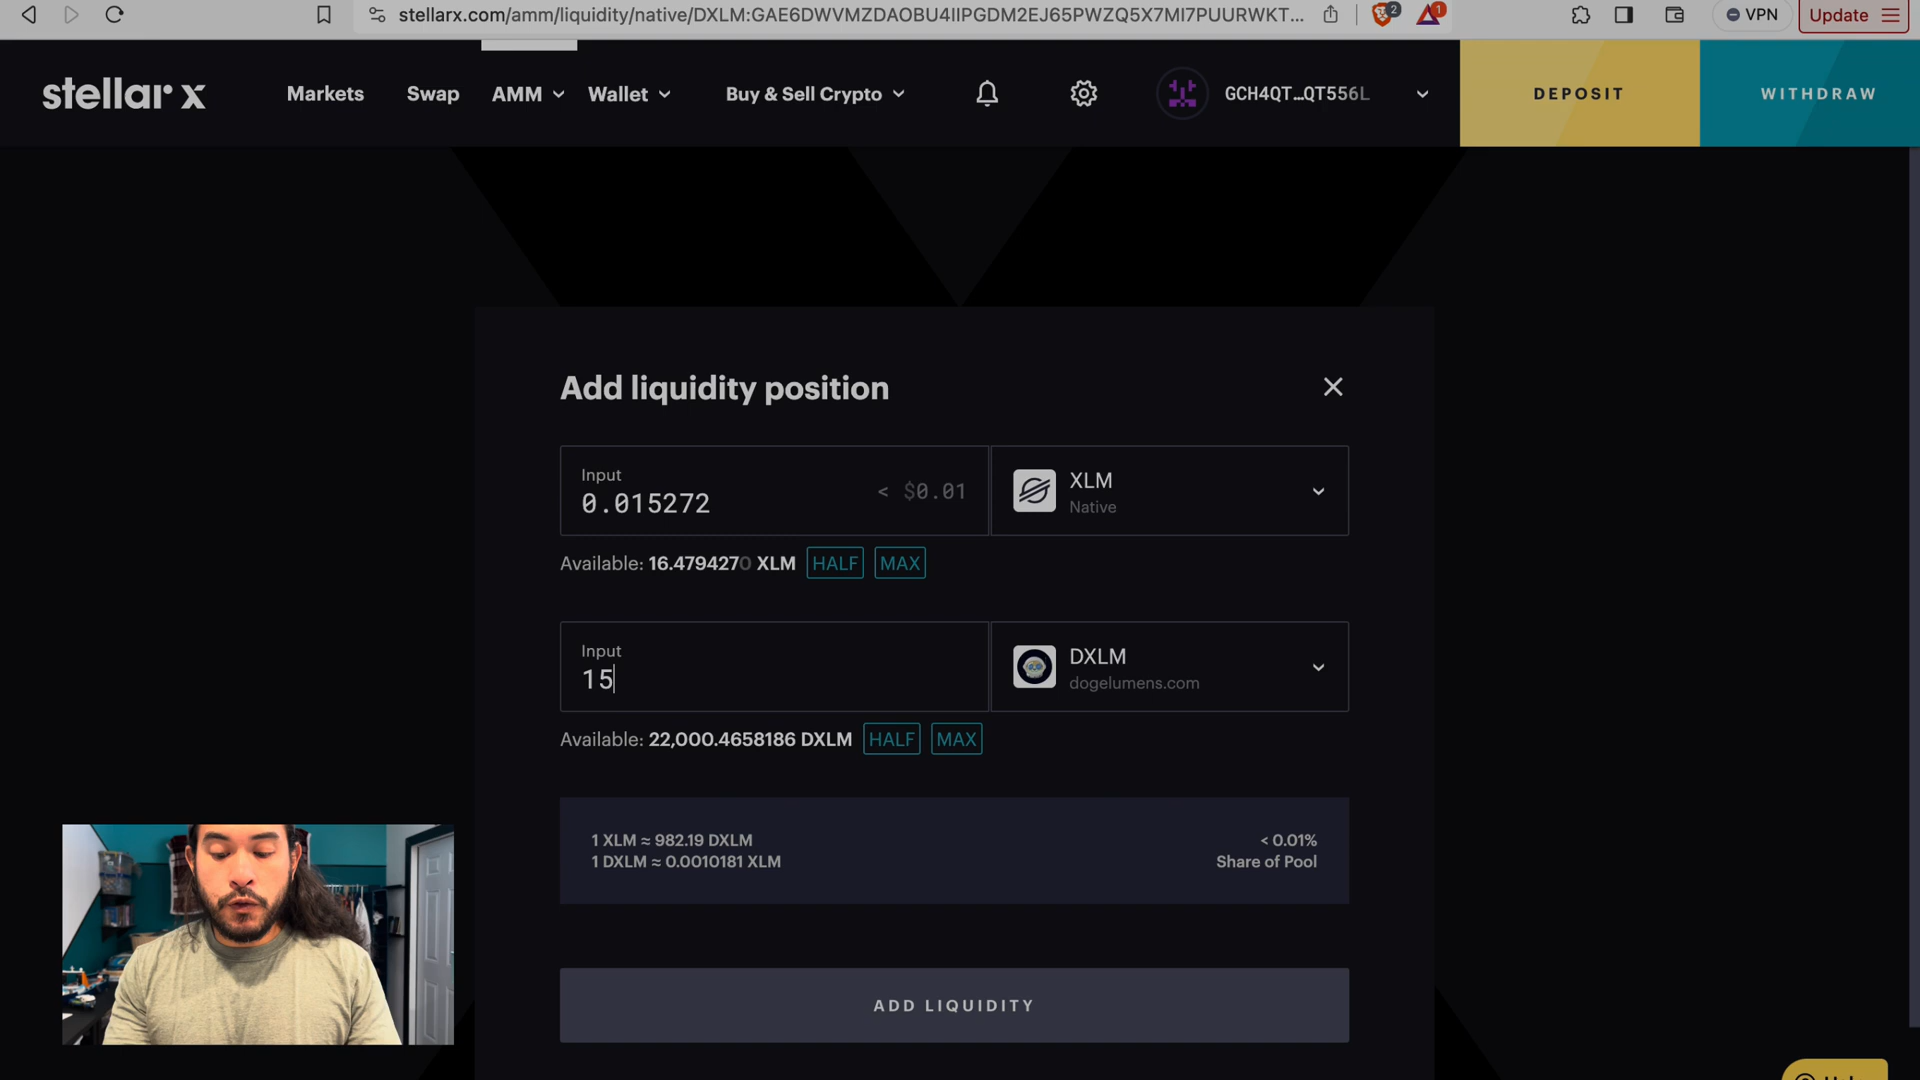 stellarx.com/amm/liquidity/native/DXLM:GAE6DWVMZDAOBU4IIPGDM2EJ65PWZQ5X7MI7PUURWKT...
2
1
VPN
Update
stellar x
Markets
Swap
AMM
Wallet
Buy & Sell Crypto
GCH4QT...QT556L
DEPOSIT
WITHDRAW
Add liquidity position
Input
0.015272
< $0.01
XLM
Native
Available: 16.4794270 XLM
HALF
MAX
Input
15
DXLM
dogelumens.com
Available: 22,000.4658186 DXLM
HALF
MAX
1 XLM ≈ 982.19 DXLM
1 DXLM ≈ 0.0010181 XLM
< 0.01%
Share of Pool
ADD LIQUIDITY